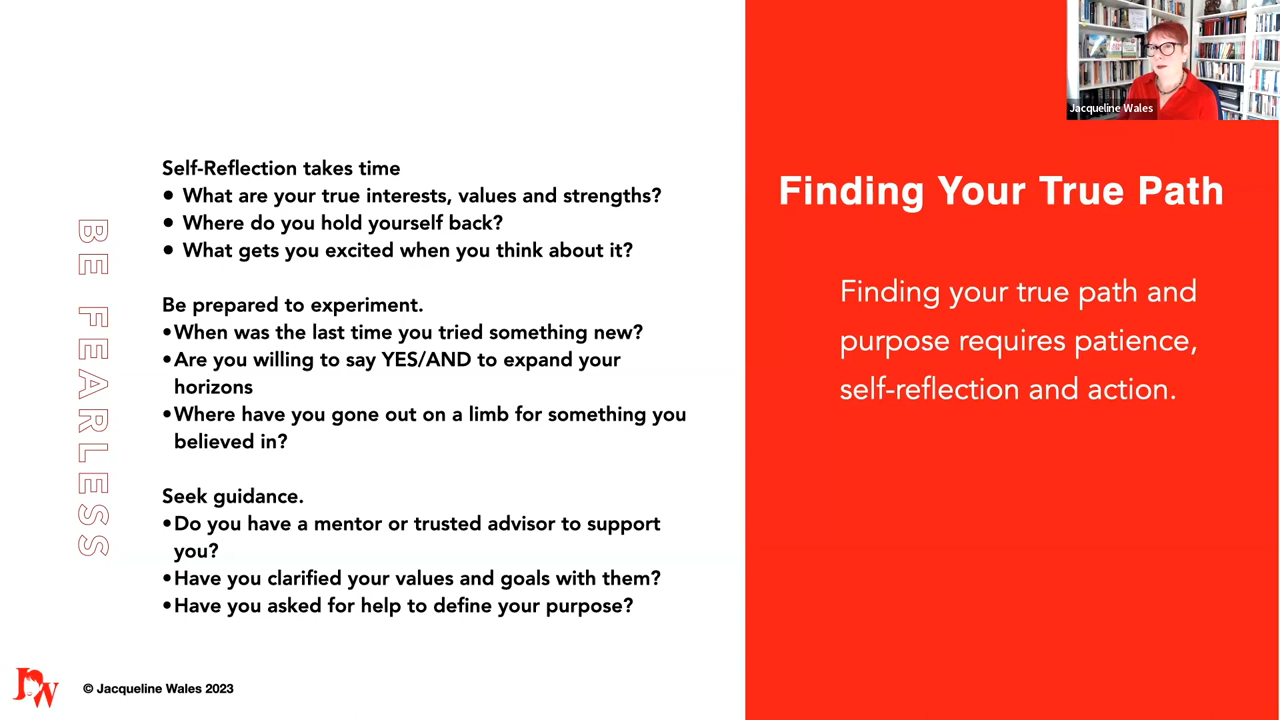 Jacqueline Wales
Self-Reflection takes time
● What are your true interests, values and strengths?
● Where do you hold yourself back?
● What gets you excited when you think about it?
Be prepared to experiment.
•When was the last time you tried something new?
•Are you willing to say YES/AND to expand your
horizons
•Where have you gone out on a limb for something you
believed in?
Seek guidance.
•Do you have a mentor or trusted advisor to support
you?
•Have you clarified your values and goals with them?
•Have you asked for help to define your purpose?
BE FEARLESS
Finding Your True Path
Finding your true path and
purpose requires patience,
self-reflection and action.
JW
© Jacqueline Wales 2023